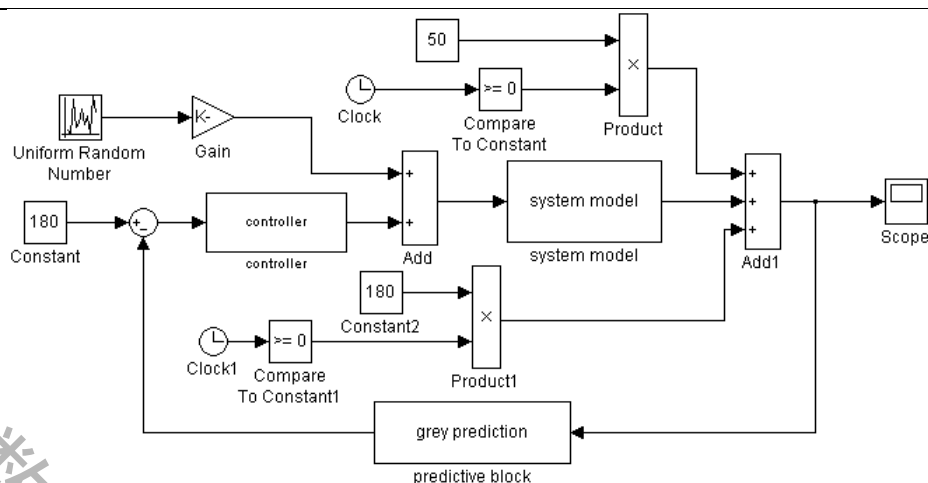 50
×
Product
Clock
>= 0
Compare
To Constant
Uniform Random
Number
K-
Gain
+
+
Add
system model
system model
+
+
+
Add1
Scope
180
Constant
+
−
controller
controller
180
Constant2
×
Product1
Clock1
>= 0
Compare
To Constant1
grey prediction
predictive block